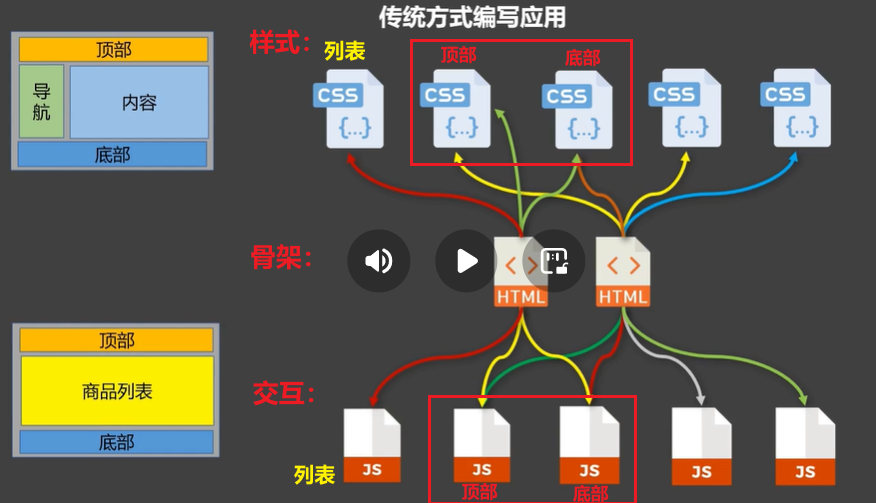 传统方式编写应用
样式：
列表
顶部
底部
CSS
{...}
CSS
{...}
CSS
{...}
CSS
{...}
CSS
{...}
顶部
导航
内容
底部
骨架：
< >
HTML
< >
HTML
顶部
商品列表
底部
交互：
列表
JS
JS
JS
JS
JS
顶部
底部